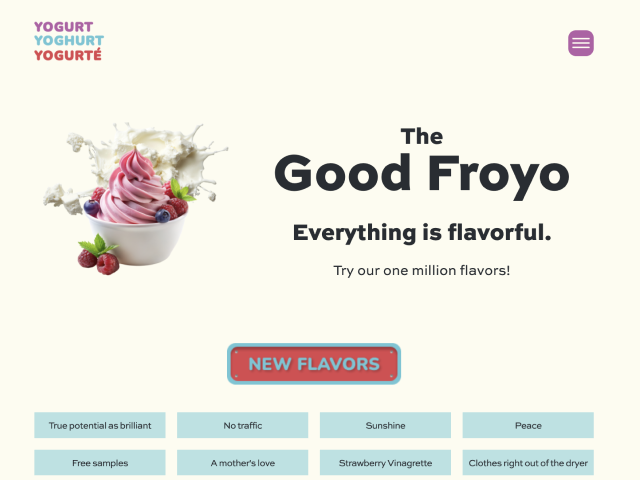 YOGURT
YOGHURT
YOGURTÉ
The
Good Froyo
Everything is flavorful.
Try our one million flavors!
NEW FLAVORS
True potential as brilliant
No traffic
Sunshine
Peace
Free samples
A mother's love
Strawberry Vinagrette
Clothes right out of the dryer